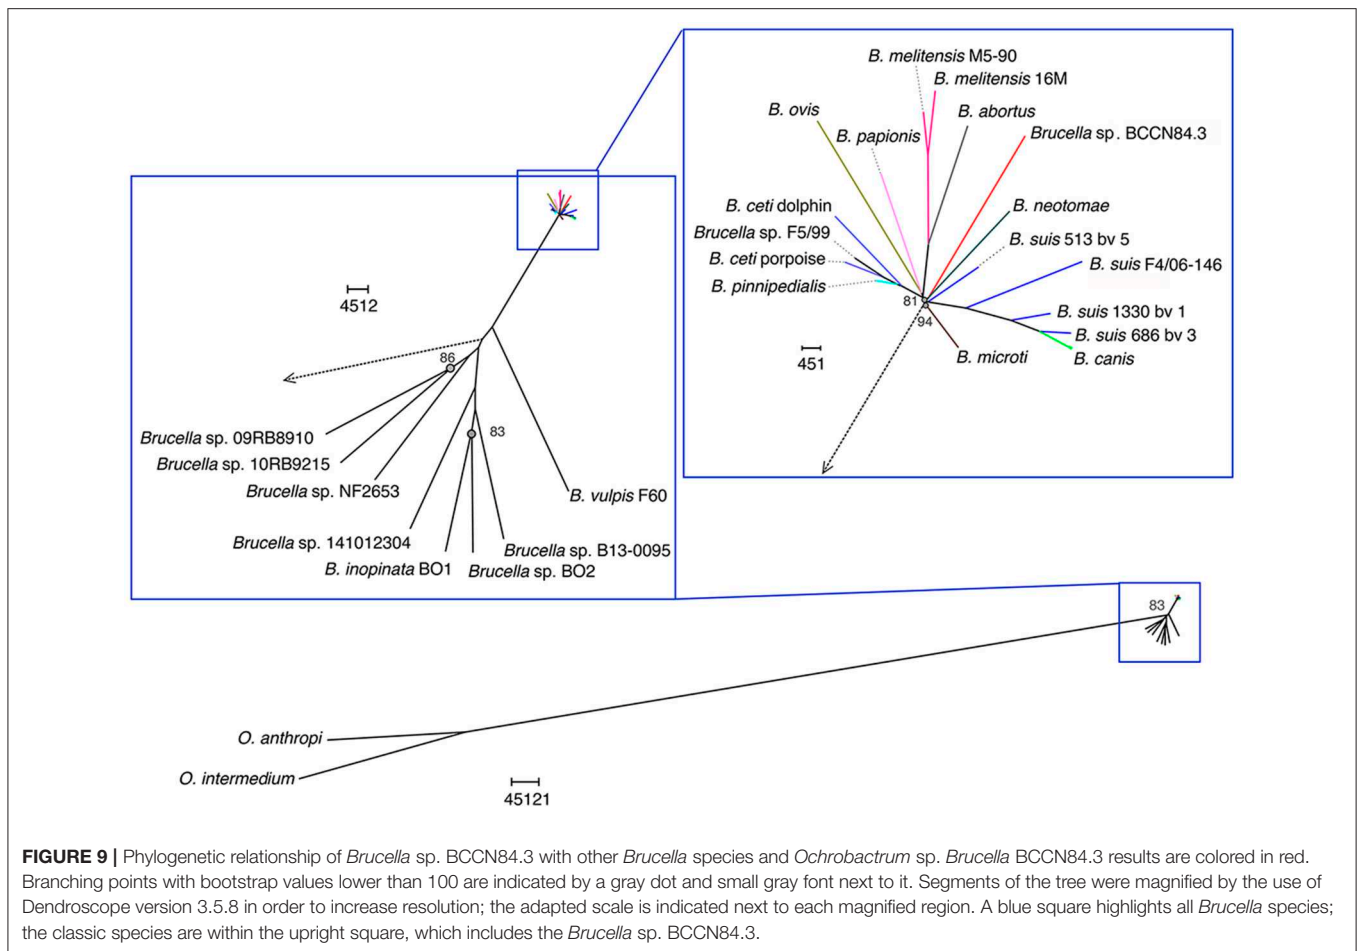 B. melitensis M5-90
B. melitensis 16M
B. ovis
B. abortus
B. papionis
Brucella sp. BCCN84.3
B. ceti dolphin
B. neotomae
Brucella sp. F5/99
B. suis 513 bv 5
B. ceti porpoise
B. suis F4/06-146
B. pinnipedialis
81
94
B. suis 1330 bv 1
B. suis 686 bv 3
B. microti
B. canis
451
4512
86
Brucella sp. 09RB8910
83
Brucella sp. 10RB9215
Brucella sp. NF2653
B. vulpis F60
Brucella sp. 141012304
Brucella sp. B13-0095
B. inopinata BO1
Brucella sp. BO2
83
O. anthropi
O. intermedium
45121
FIGURE 9 | Phylogenetic relationship of Brucella sp. BCCN84.3 with other Brucella species and Ochrobactrum sp. Brucella BCCN84.3 results are colored in red.
Branching points with bootstrap values lower than 100 are indicated by a gray dot and small gray font next to it. Segments of the tree were magnified by the use of
Dendroscope version 3.5.8 in order to increase resolution; the adapted scale is indicated next to each magnified region. A blue square highlights all Brucella species;
the classic species are within the upright square, which includes the Brucella sp. BCCN84.3.